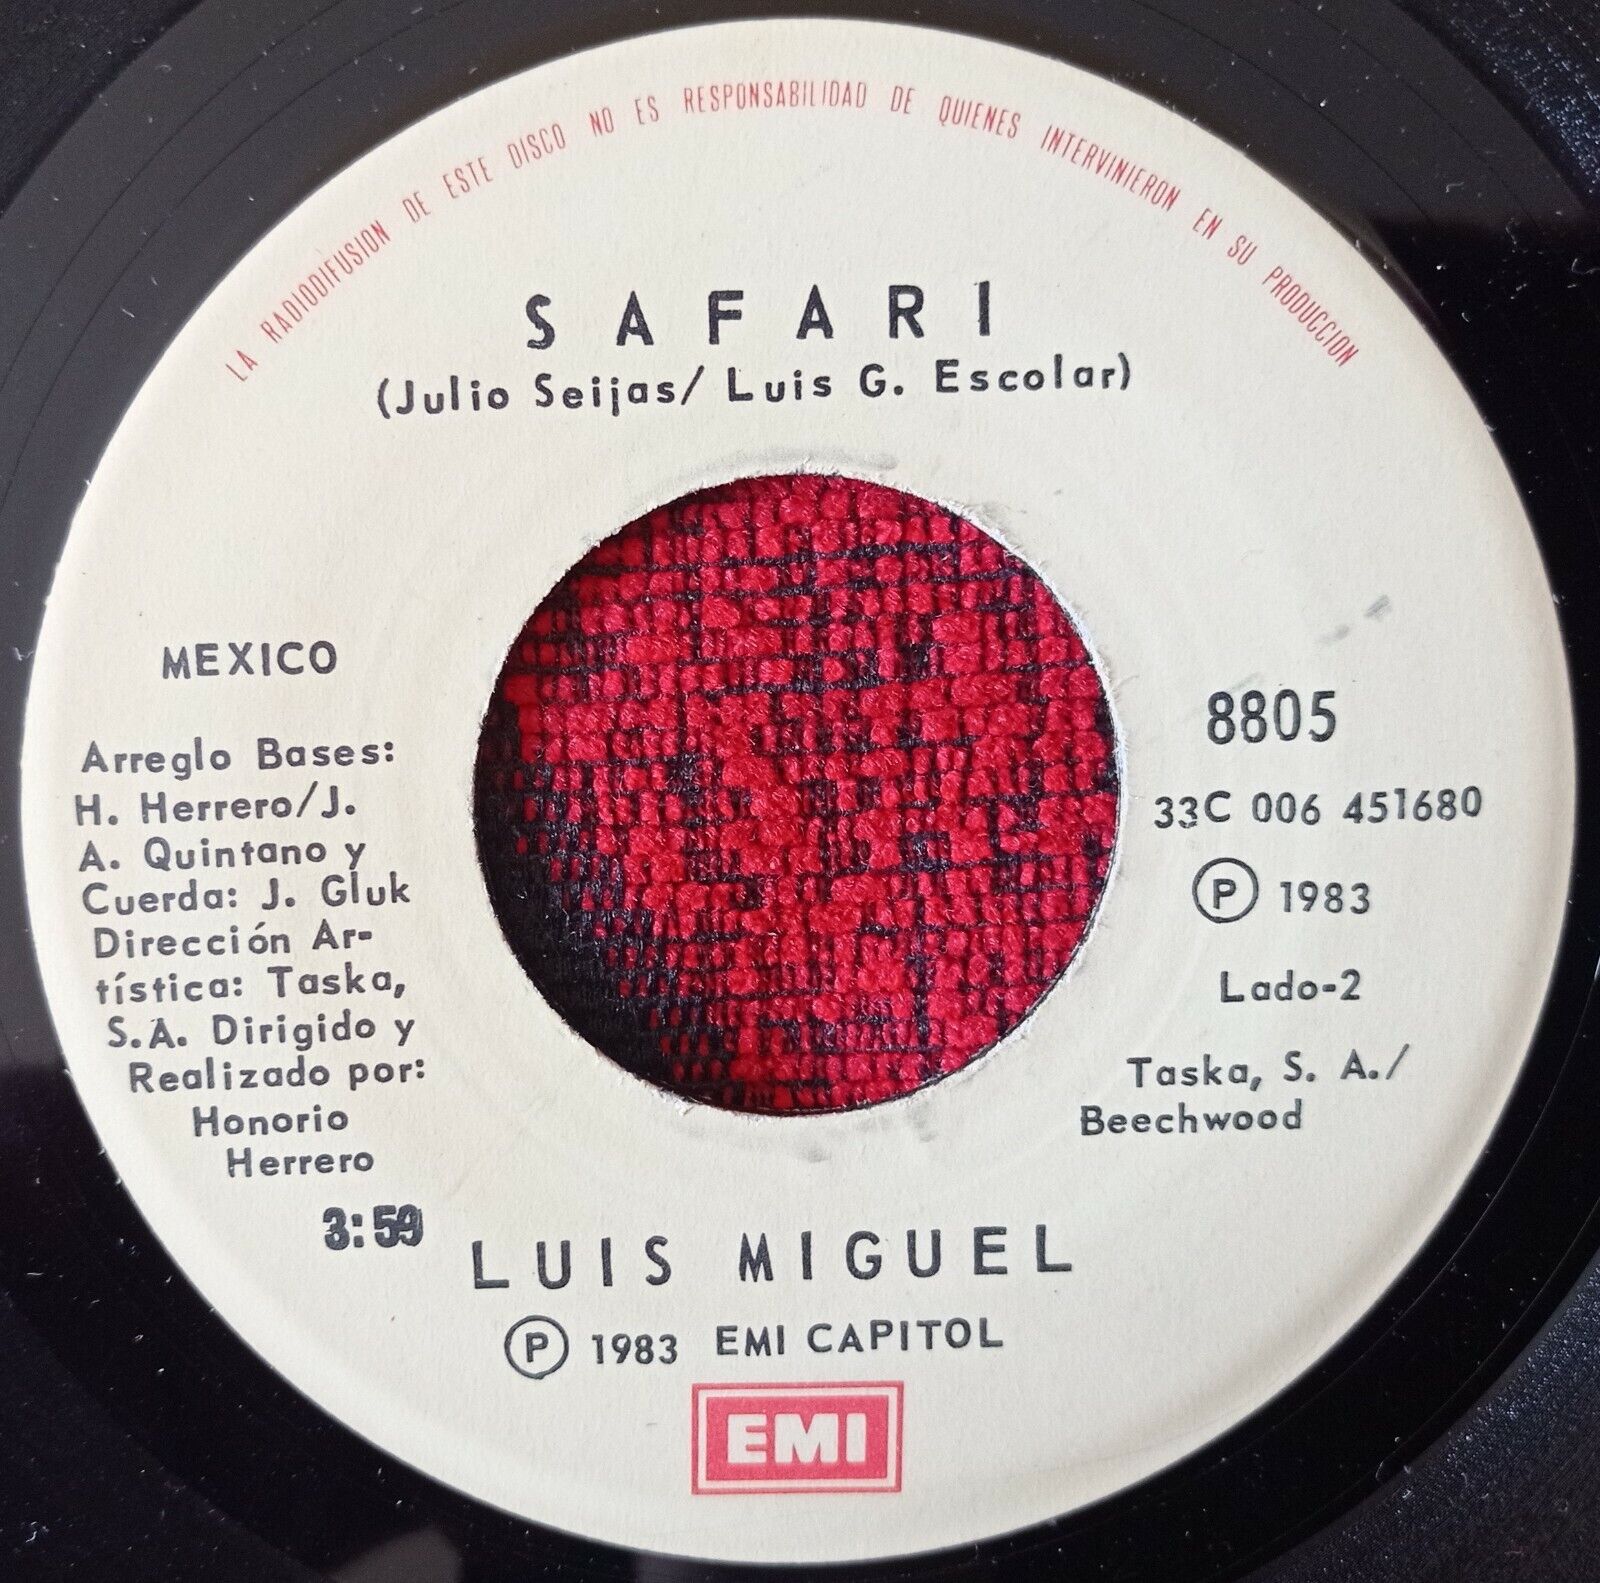 LA RADIODIFUSION DE ESTE DISCO NO ES RESPONSABILIDAD DE QUIENES INTERVINIERON EN SU PRODUCCION
SAFARI
(Julio Seijas/ Luis G. Escolar)
MEXICO
Arreglo Bases:
H. Herrero/J.
A. Quintano y
Cuerda: J. Gluk
Dirección Ar-
tística: Taska,
S.A. Dirigido y
Realizado por:
Honorio
Herrero
3:59
8805
33C 006 451680
Ⓟ 1983
Lado-2
Taska, S. A./
Beechwood
LUIS MIGUEL
Ⓟ 1983 EMI CAPITOL
EMI